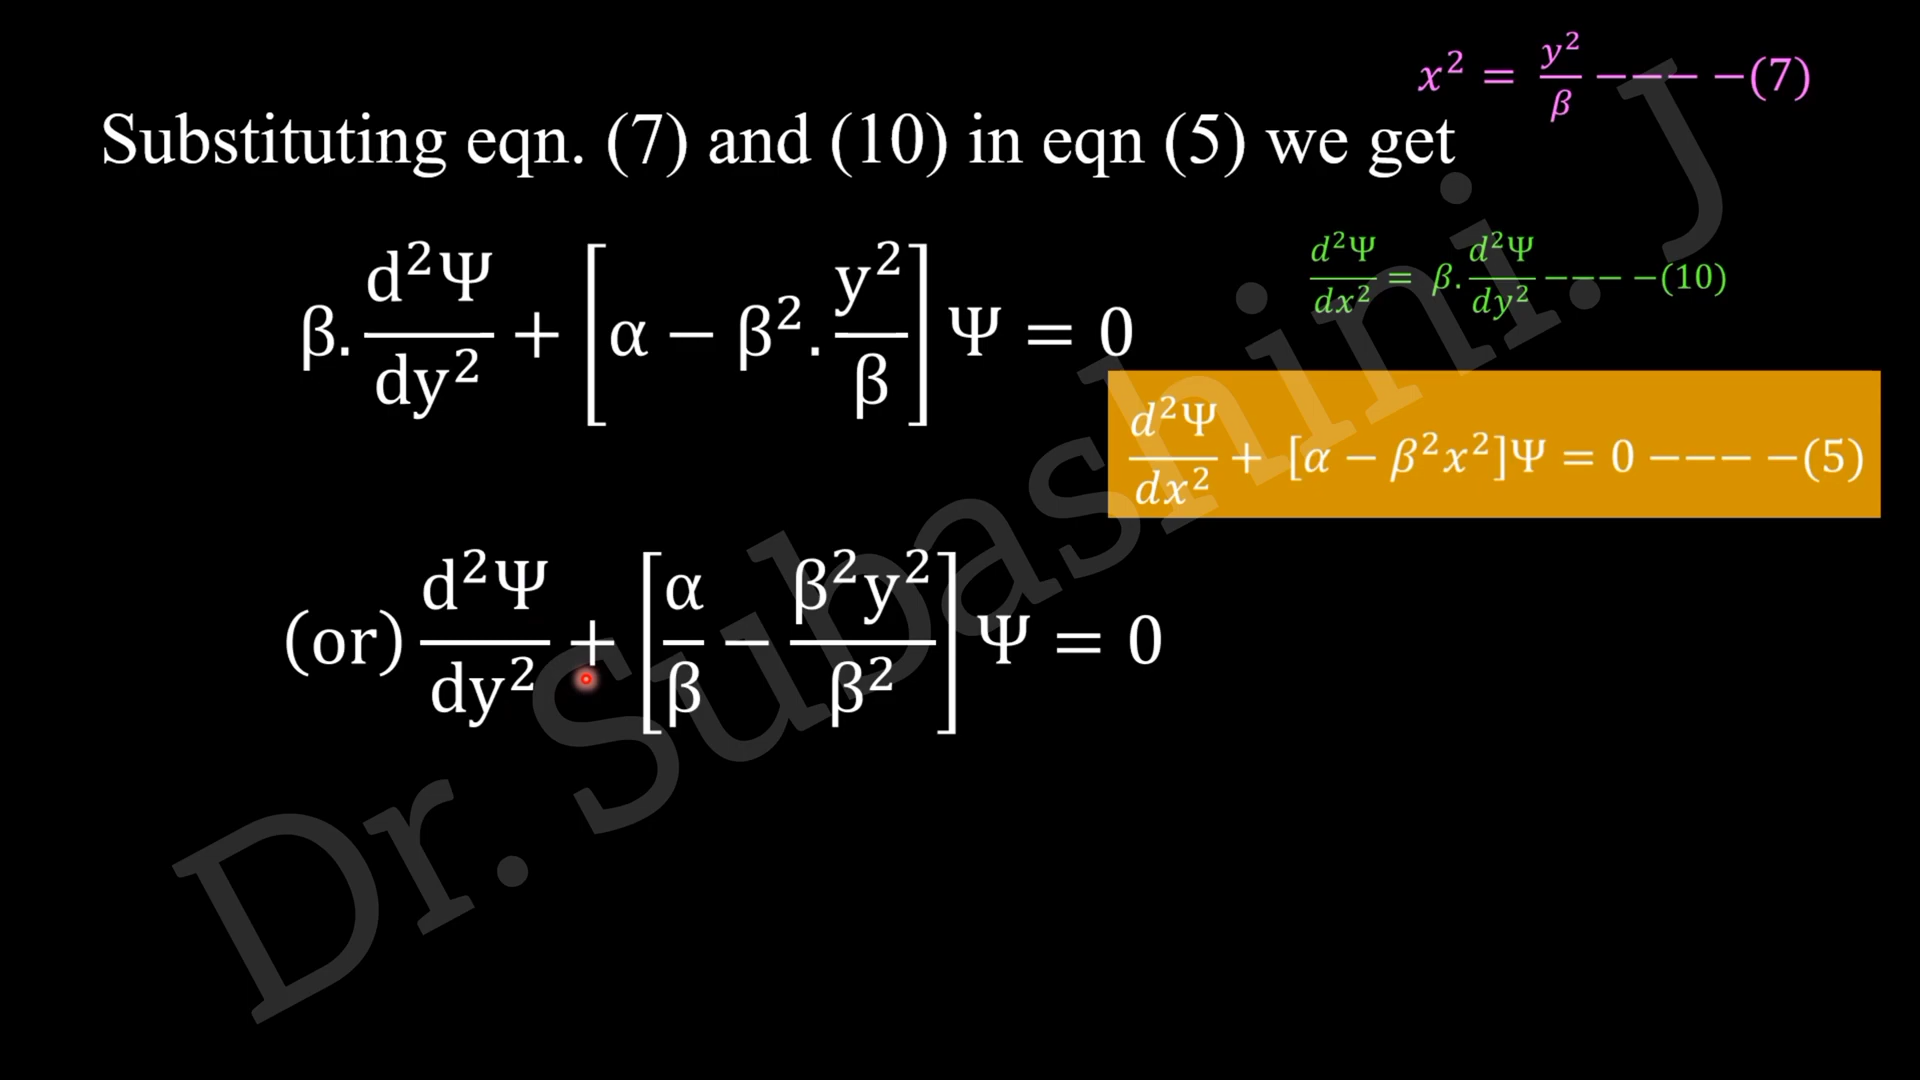 x² = y²/β −−−−(7)
Substituting eqn. (7) and (10) in eqn (5) we get
β. d²Ψ/dy² + [α − β². y²/β] Ψ = 0
d²Ψ/dx² = β. d²Ψ/dy² −−−−(10)
d²Ψ/dx² + [α − β²x²]Ψ = 0 −−−−(5)
(or) d²Ψ/dy² + [α/β − β²y²/β²] Ψ = 0
Dr. Subashini. J